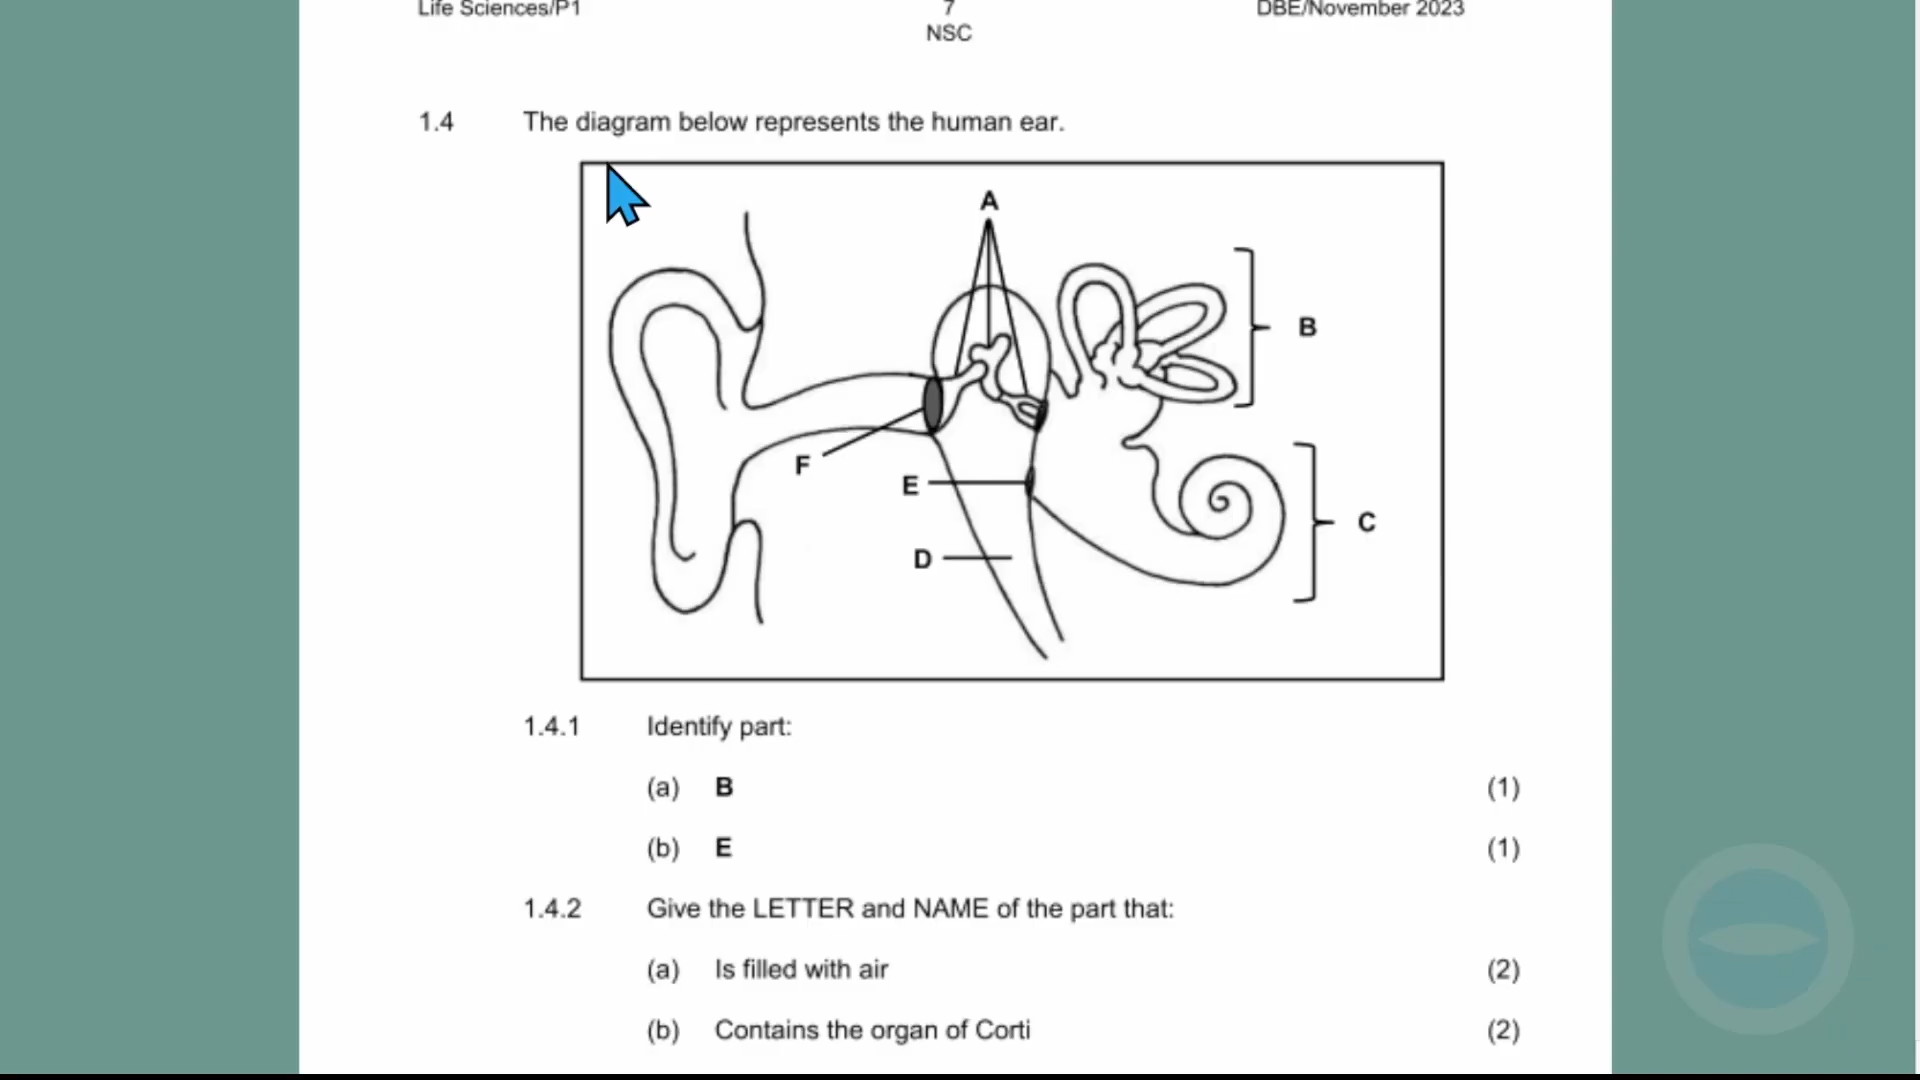 Life Sciences/P1 7 DBE/November 2023
NSC
1.4 The diagram below represents the human ear.
A
B
F
E
C
D
1.4.1 Identify part:
(a) B (1)
(b) E (1)
1.4.2 Give the LETTER and NAME of the part that:
(a) Is filled with air (2)
(b) Contains the organ of Corti (2)